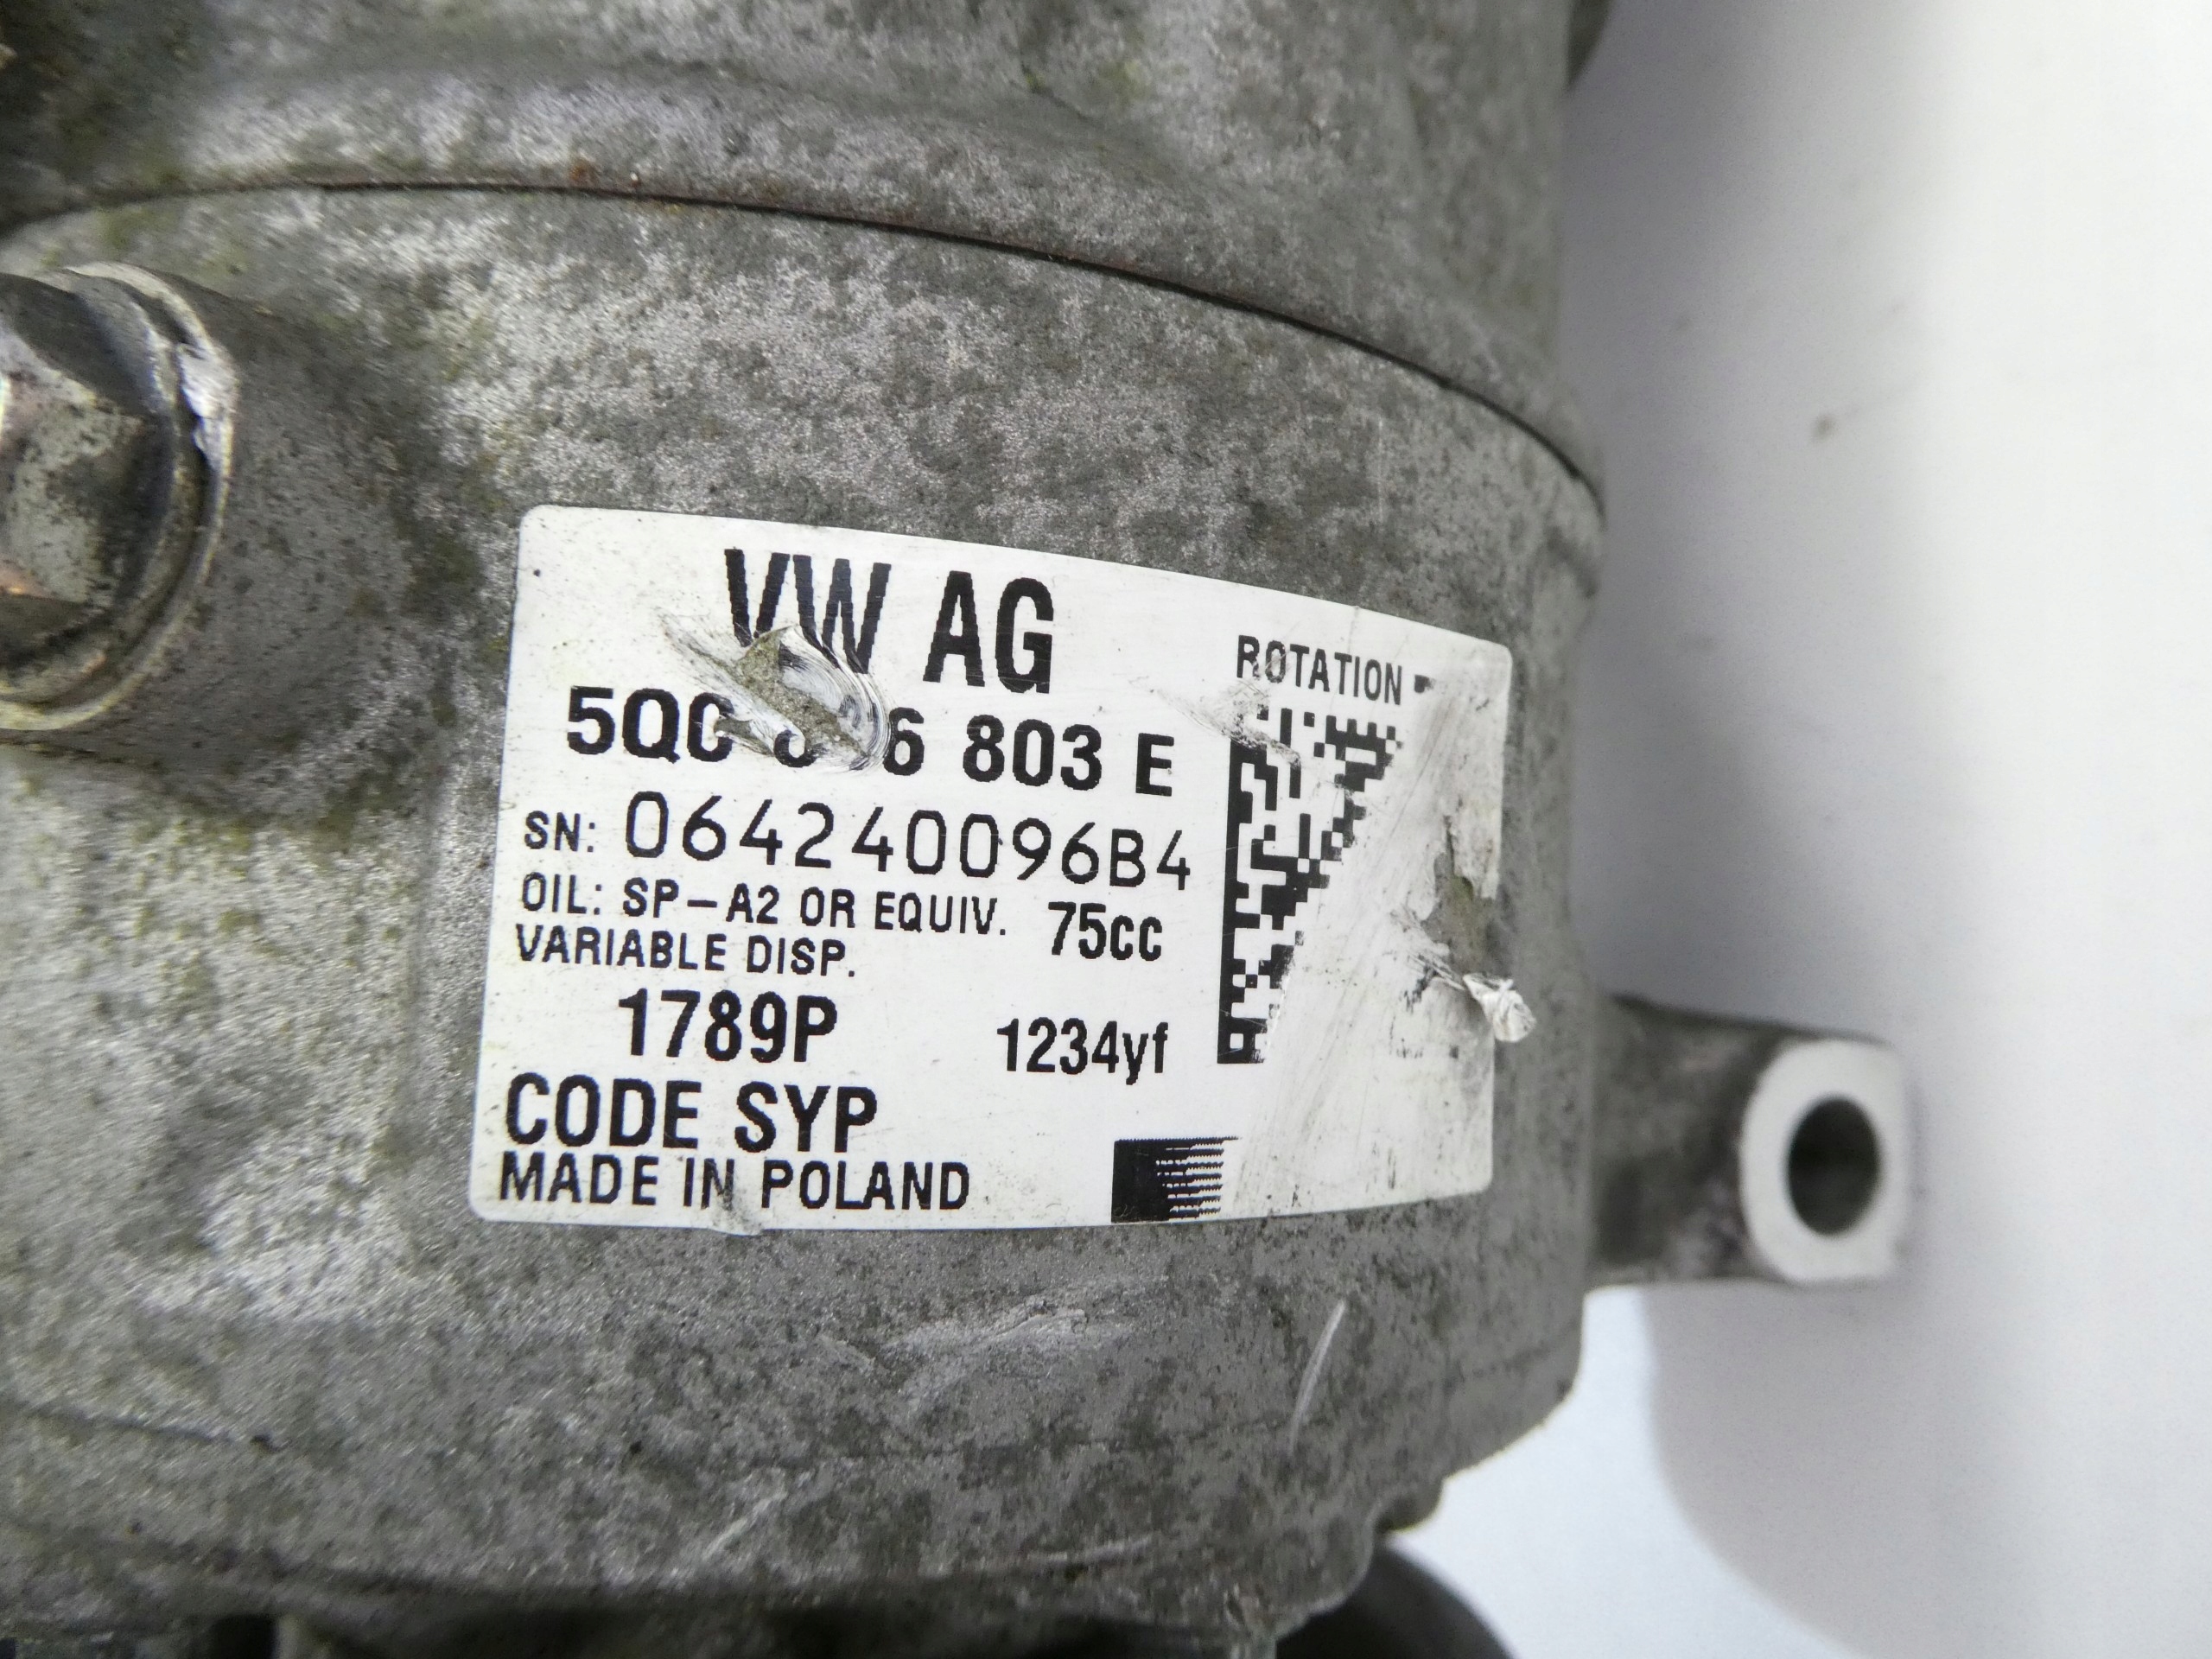 VW AG
ROTATION
803 E
SN: 064240096B4
OIL: SP-A2 OR EQUIV. 75cc
VARIABLE DISP.
1789P 1234yf
CODE SYP
MADE IN POLAND